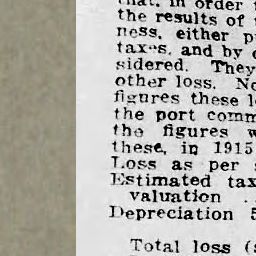 that, in order
the results of
ness, either
taxes, and by
sidered. They
other loss.
figures these
the port
the figures
these, in 1915
Loss as per
Estimated tax
valuation ..
Depreciation 5
Total loss (